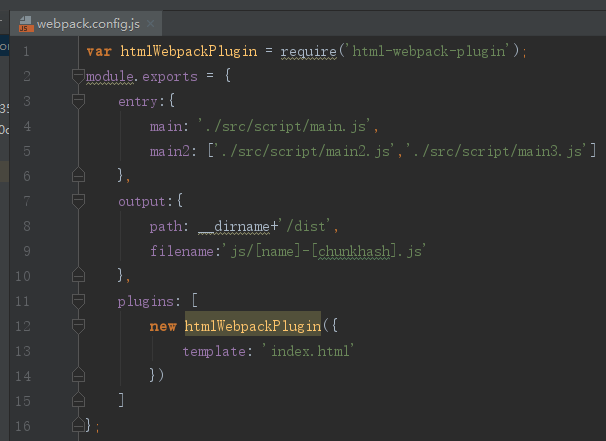 webpack.config.js
1 var htmlWebpackPlugin = require('html-webpack-plugin');
2 module.exports = {
3 entry:{
4 main: './src/script/main.js',
5 main2: ['./src/script/main2.js','./src/script/main3.js']
6 },
7 output:{
8 path: __dirname+'/dist',
9 filename:'js/[name]-[chunkhash].js'
10 },
11 plugins: [
12 new htmlWebpackPlugin({
13 template: 'index.html'
14 })
15 ]
16 };